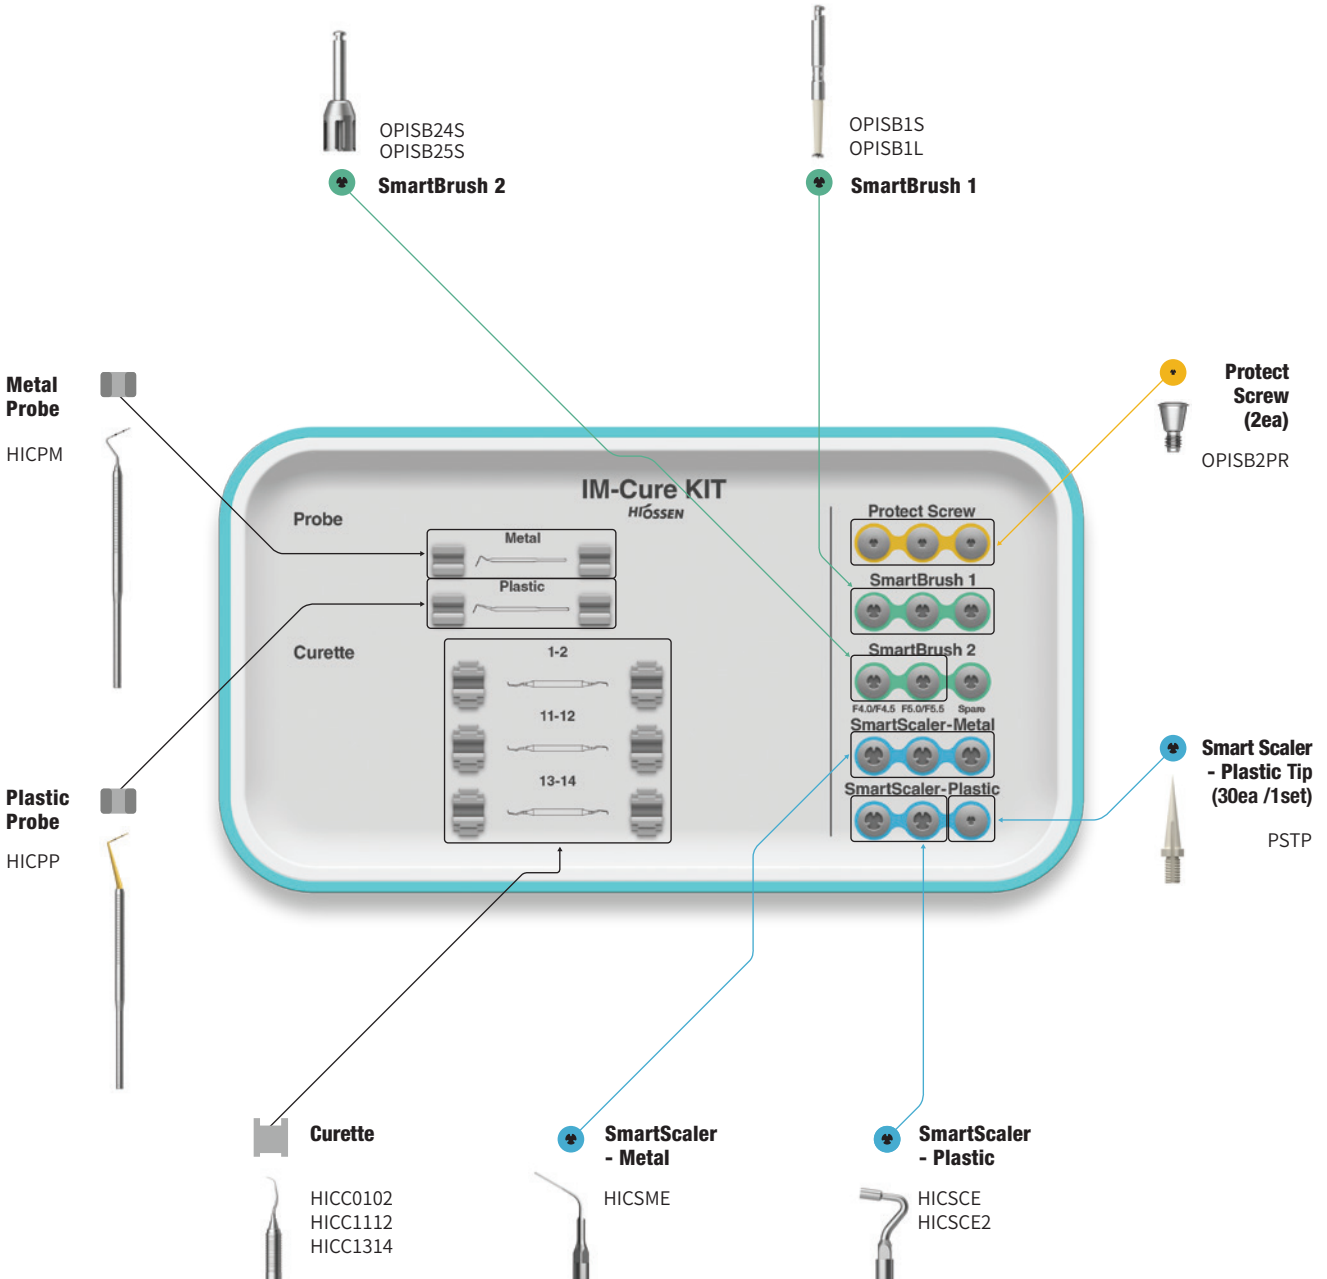 OPISB24S
OPISB25S
SmartBrush 2
OPISB1S
OPISB1L
SmartBrush 1
Metal
Probe
HICPM
Protect
Screw
(2ea)
OPISB2PR
IM-Cure KIT
HIOSSEN
Probe
Metal
Plastic
Curette
1-2
11-12
13-14
Protect Screw
SmartBrush 1
SmartBrush 2
F4.0/F4.5 F5.0/F5.5 Spare
SmartScaler-Metal
SmartScaler-Plastic
Plastic
Probe
HICPP
Smart Scaler
- Plastic Tip
(30ea /1set)
PSTP
Curette
HICC0102
HICC1112
HICC1314
SmartScaler
- Metal
HICSME
SmartScaler
- Plastic
HICSCE
HICSCE2